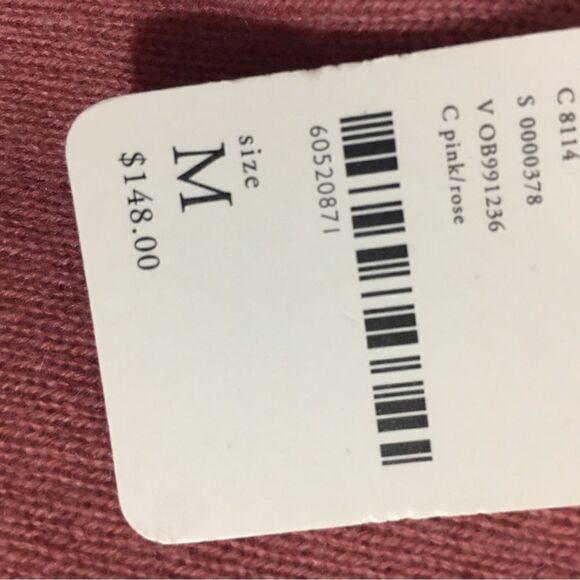 C 8114
S 0000378
V OB991236
C pink/rose
60520871
size
M
$148.00